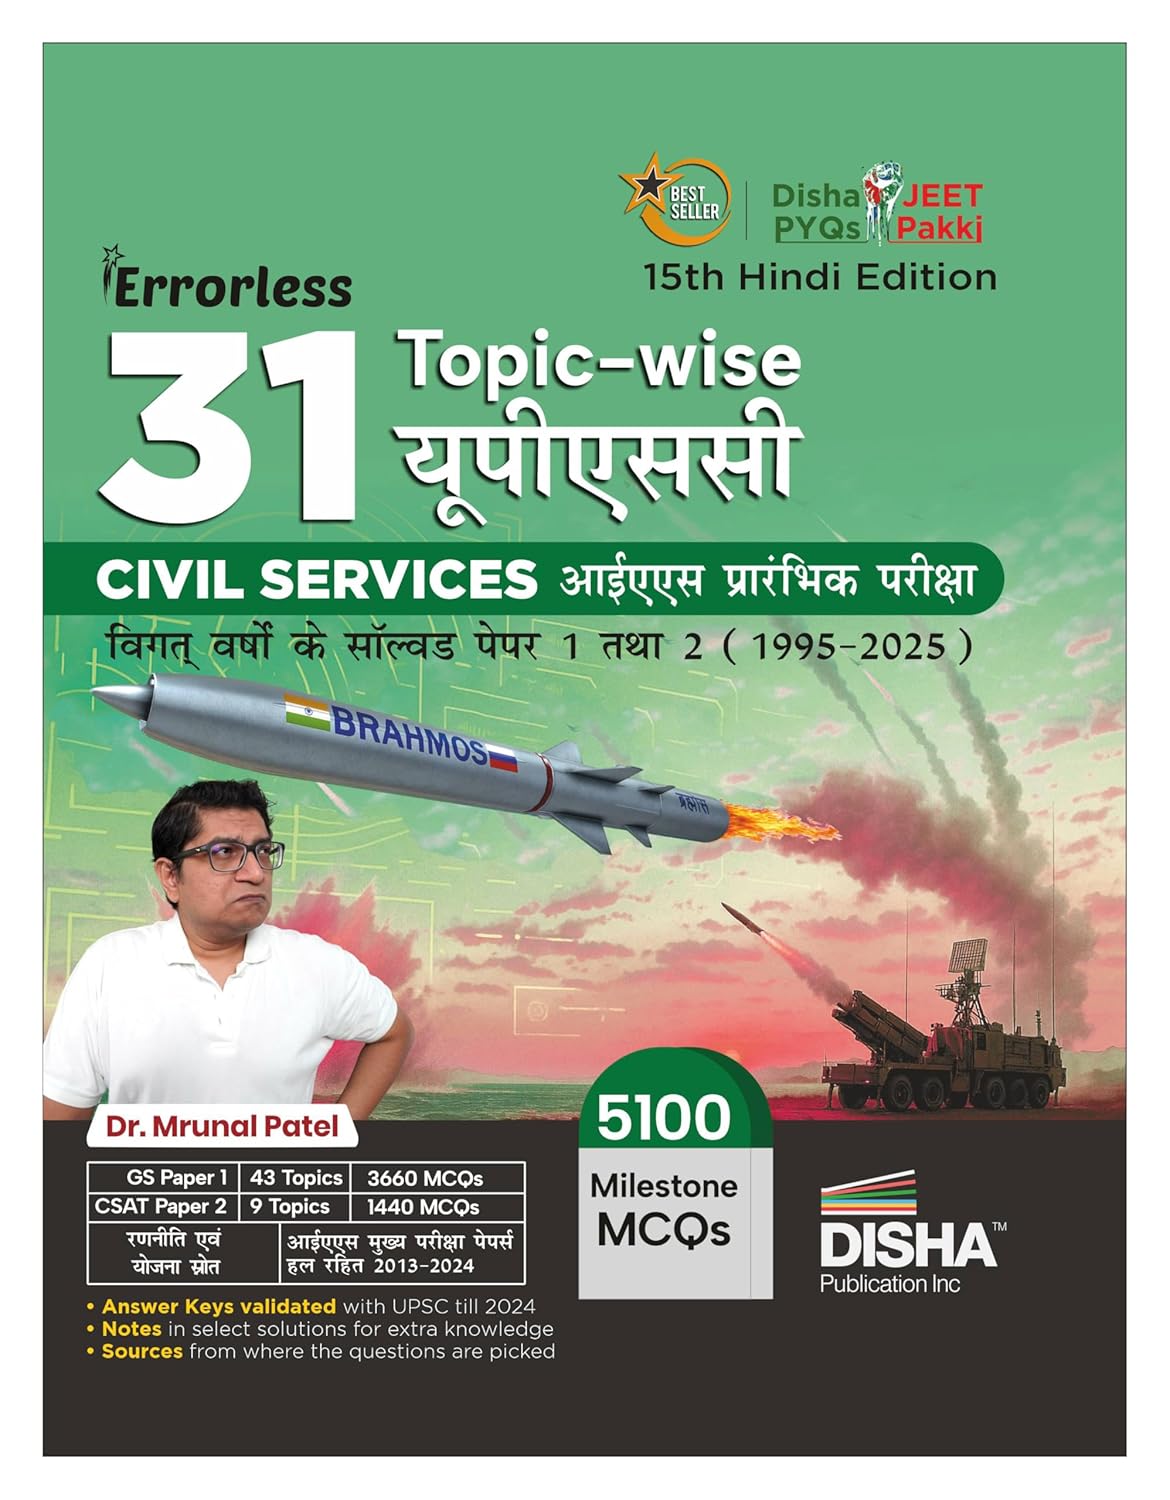 BEST
SELLER
Disha JEET
PYQs Pakki
15th Hindi Edition
Errorless
31 Topic-wise
यूपीएससी
CIVIL SERVICES आईएएस प्रारंभिक परीक्षा
विगत् वर्षों के सॉल्वड पेपर 1 तथा 2 ( 1995-2025 )
BRAHMOS
ब्रह्मोस
Dr. Mrunal Patel
GS Paper 1 43 Topics 3660 MCQs
CSAT Paper 2 9 Topics 1440 MCQs
रणनीति एवं
योजना स्रोत
आईएएस मुख्य परीक्षा पेपर्स
हल रहित 2013-2024
• Answer Keys validated with UPSC till 2024
• Notes in select solutions for extra knowledge
• Sources from where the questions are picked
5100
Milestone
MCQs
DISHA™
Publication Inc